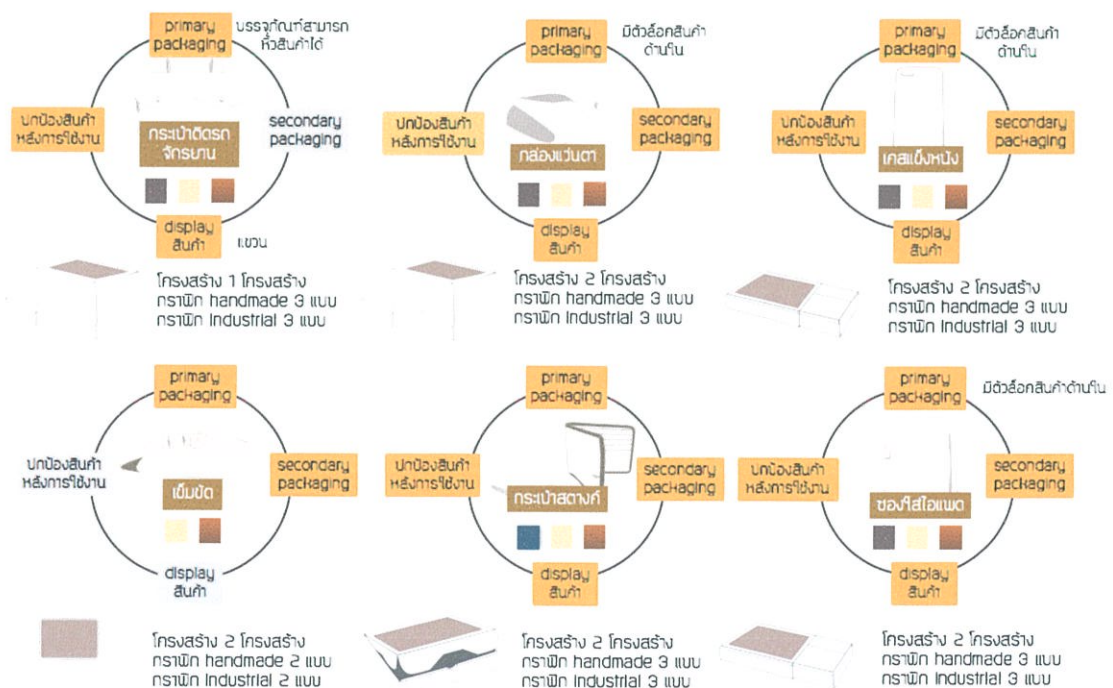 primary
packaging
บรรจุภัณฑ์สามารถ
หิ้วสินค้าได้
ปกป้องสินค้า
หลังการใช้งาน
กระเป๋าติดรถ
จักรยาน
secondary
packaging
display
สินค้า
แขวน
โครงสร้าง 1 โครงสร้าง
กราฟิก handmade 3 แบบ
กราฟิก industrial 3 แบบ
primary
packaging
มีตัวล็อกสินค้า
ด้านใน
ปกป้องสินค้า
หลังการใช้งาน
กล่องแว่นตา
secondary
packaging
display
สินค้า
โครงสร้าง 2 โครงสร้าง
กราฟิก handmade 3 แบบ
กราฟิก industrial 3 แบบ
primary
packaging
มีตัวล็อกสินค้า
ด้านใน
ปกป้องสินค้า
หลังการใช้งาน
เคสแข็งหนัง
secondary
packaging
display
สินค้า
โครงสร้าง 2 โครงสร้าง
กราฟิก handmade 3 แบบ
กราฟิก industrial 3 แบบ
primary
packaging
ปกป้องสินค้า
หลังการใช้งาน
เข็มขัด
secondary
packaging
display
สินค้า
โครงสร้าง 2 โครงสร้าง
กราฟิก handmade 2 แบบ
กราฟิก industrial 2 แบบ
primary
packaging
ปกป้องสินค้า
หลังการใช้งาน
กระเป๋าสตางค์
secondary
packaging
display
สินค้า
โครงสร้าง 2 โครงสร้าง
กราฟิก handmade 3 แบบ
กราฟิก industrial 3 แบบ
primary
packaging
มีตัวล็อกสินค้าด้านใน
ปกป้องสินค้า
หลังการใช้งาน
ซองใส่ไอแพด
secondary
packaging
display
สินค้า
โครงสร้าง 2 โครงสร้าง
กราฟิก handmade 3 แบบ
กราฟิก industrial 3 แบบ